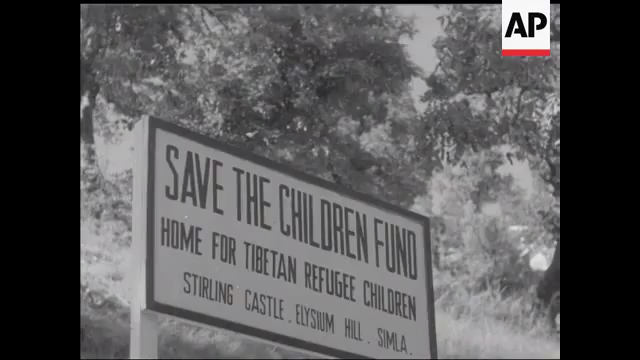 AP
SAVE THE CHILDREN FUND
HOME FOR TIBETAN REFUGEE CHILDREN
STIRLING CASTLE . ELYSIUM HILL . SIMLA.